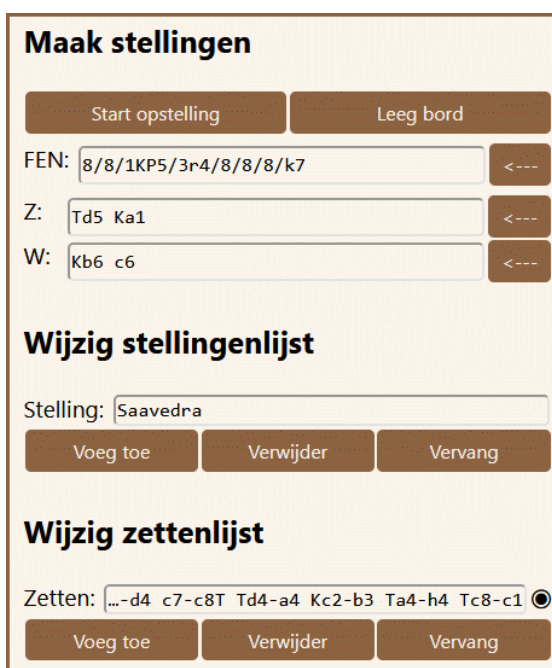 Maak stellingen
Start opstelling Leeg bord
FEN: 8/8/1KP5/3r4/8/8/8/k7 <---
Z: Td5 Ka1 <---
W: Kb6 c6 <---
Wijzig stellingenlijst
Stelling: Saavedra
Voeg toe Verwijder Vervang
Wijzig zettenlijst
Zetten: …-d4 c7-c8T Td4-a4 Kc2-b3 Ta4-h4 Tc8-c1
Voeg toe Verwijder Vervang